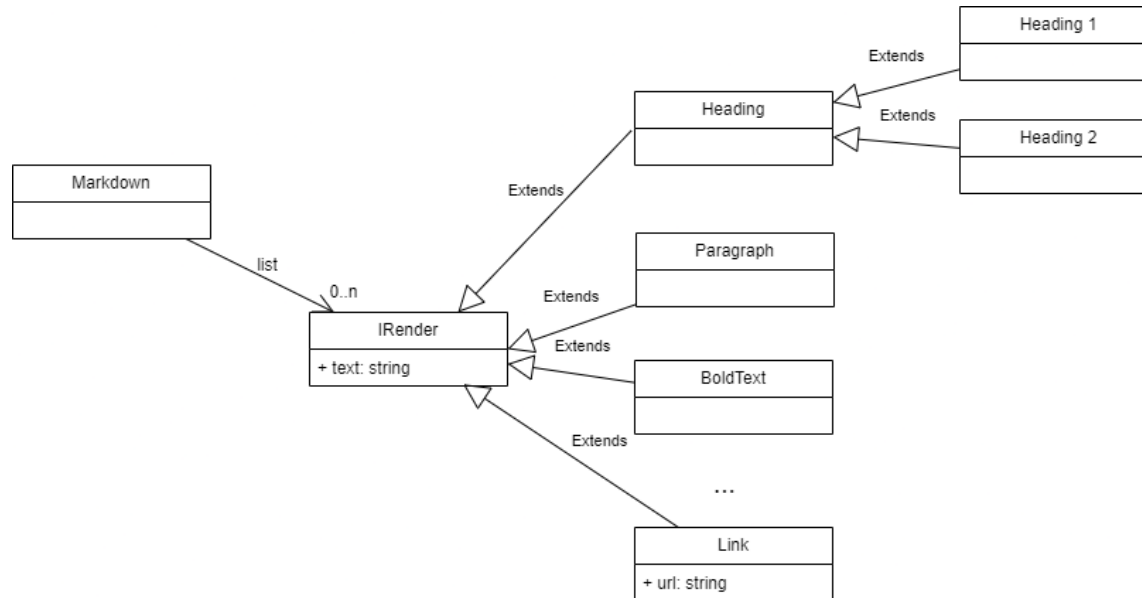 Heading 1
Extends
Heading
Extends
Heading 2
Markdown
Extends
list
Paragraph
0..n
Extends
IRender
Extends
+ text: string
BoldText
Extends
...
Link
+ url: string